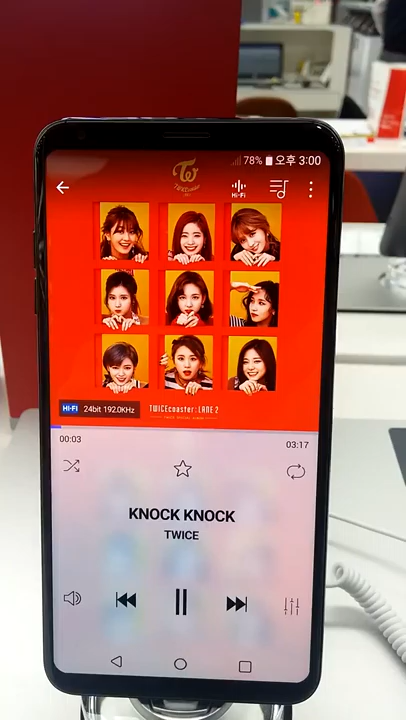 78% 오후 3:00
Hi-Fi
TWICEcoaster: LANE 2
HI-FI 24bit 192.0KHz
00:03 03:17
KNOCK KNOCK
TWICE